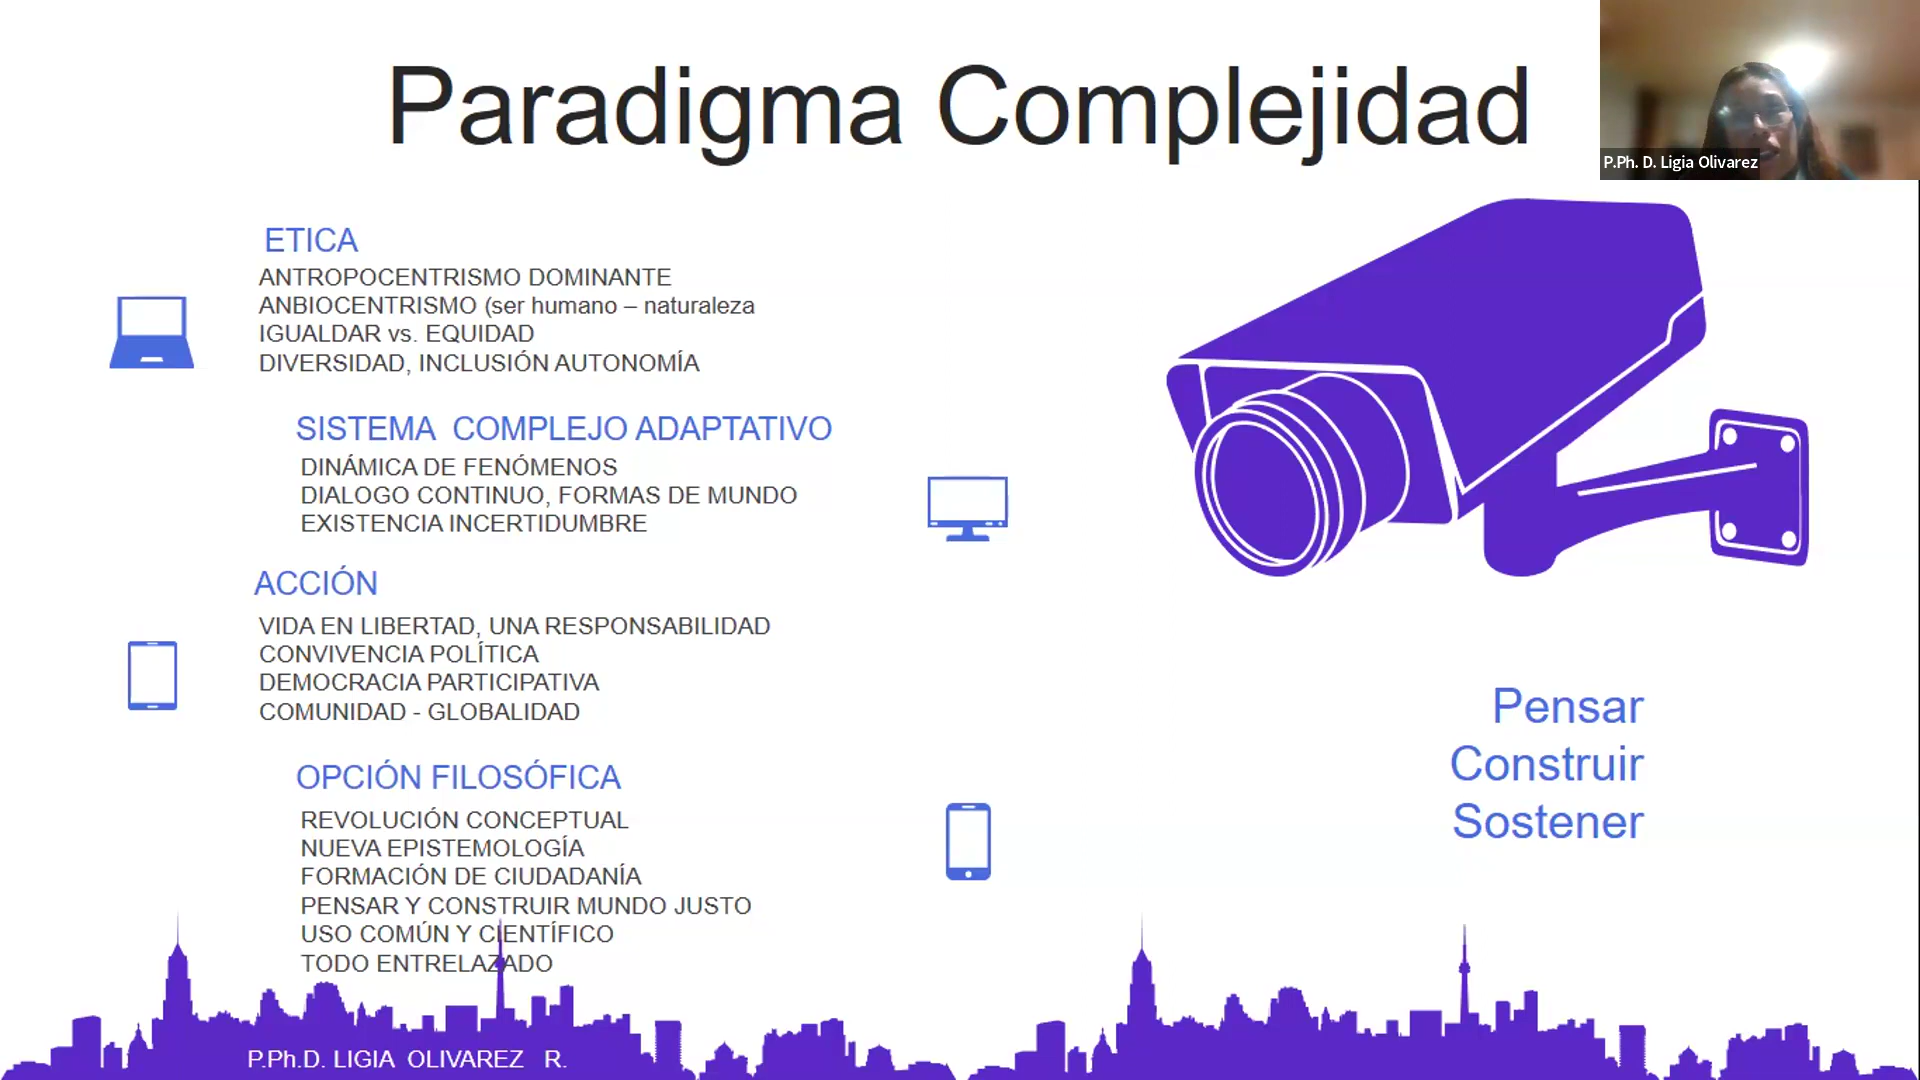 Paradigma Complejidad
P.Ph. D. Ligia Olivarez
ETICA
ANTROPOCENTRISMO DOMINANTE
ANBIOCENTRISMO (ser humano – naturaleza
IGUALDAR vs. EQUIDAD
DIVERSIDAD, INCLUSIÓN AUTONOMÍA
SISTEMA COMPLEJO ADAPTATIVO
DINÁMICA DE FENÓMENOS
DIALOGO CONTINUO, FORMAS DE MUNDO
EXISTENCIA INCERTIDUMBRE
ACCIÓN
VIDA EN LIBERTAD, UNA RESPONSABILIDAD
CONVIVENCIA POLÍTICA
DEMOCRACIA PARTICIPATIVA
COMUNIDAD - GLOBALIDAD
OPCIÓN FILOSÓFICA
REVOLUCIÓN CONCEPTUAL
NUEVA EPISTEMOLOGÍA
FORMACIÓN DE CIUDADANÍA
PENSAR Y CONSTRUIR MUNDO JUSTO
USO COMÚN Y CIENTÍFICO
TODO ENTRELAZADO
Pensar
Construir
Sostener
P.Ph.D. LIGIA OLIVAREZ R.